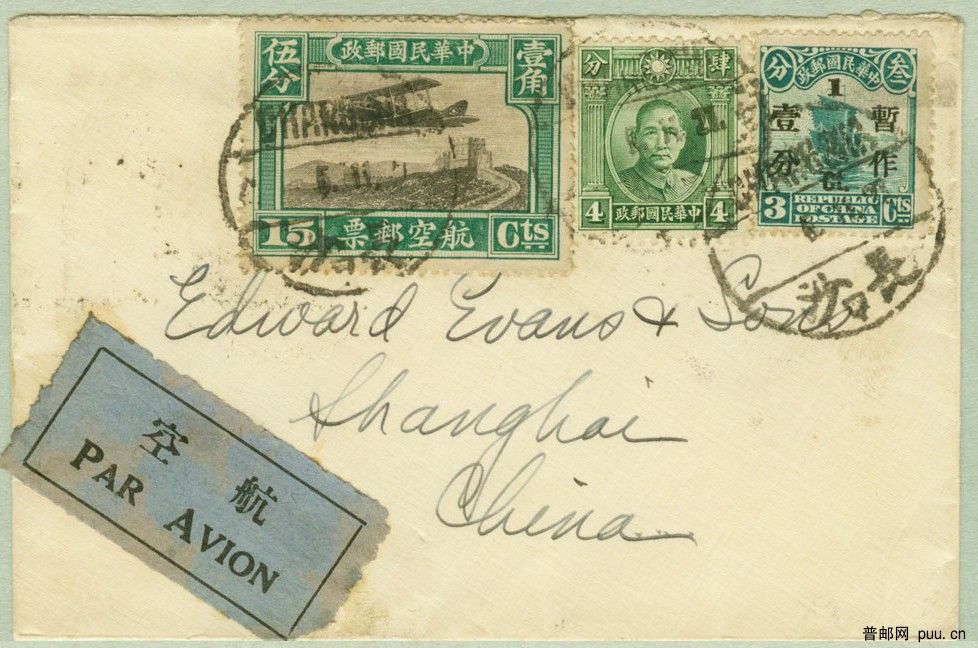 中華民國郵政
壹角
伍分
15 Cts
航空郵票
肆分
4 中華民國郵政 4
中華民國郵政
叁分
1
暫作
壹分
Ct.
3 Cts
REPUBLIC
OF CHINA
POSTAGE
長沙
Edward Evans & Sons
Shanghai
China
航空
PAR AVION
普邮网 puu.cn